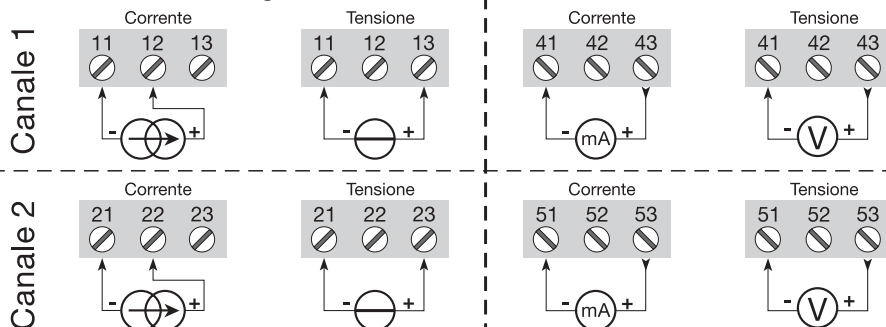 Canale 1
Corrente
11 12 13
- +
Tensione
11 12 13
- +
Corrente
41 42 43
- mA +
Tensione
41 42 43
- V +
Canale 2
Corrente
21 22 23
- +
Tensione
21 22 23
- +
Corrente
51 52 53
- mA +
Tensione
51 52 53
- V +